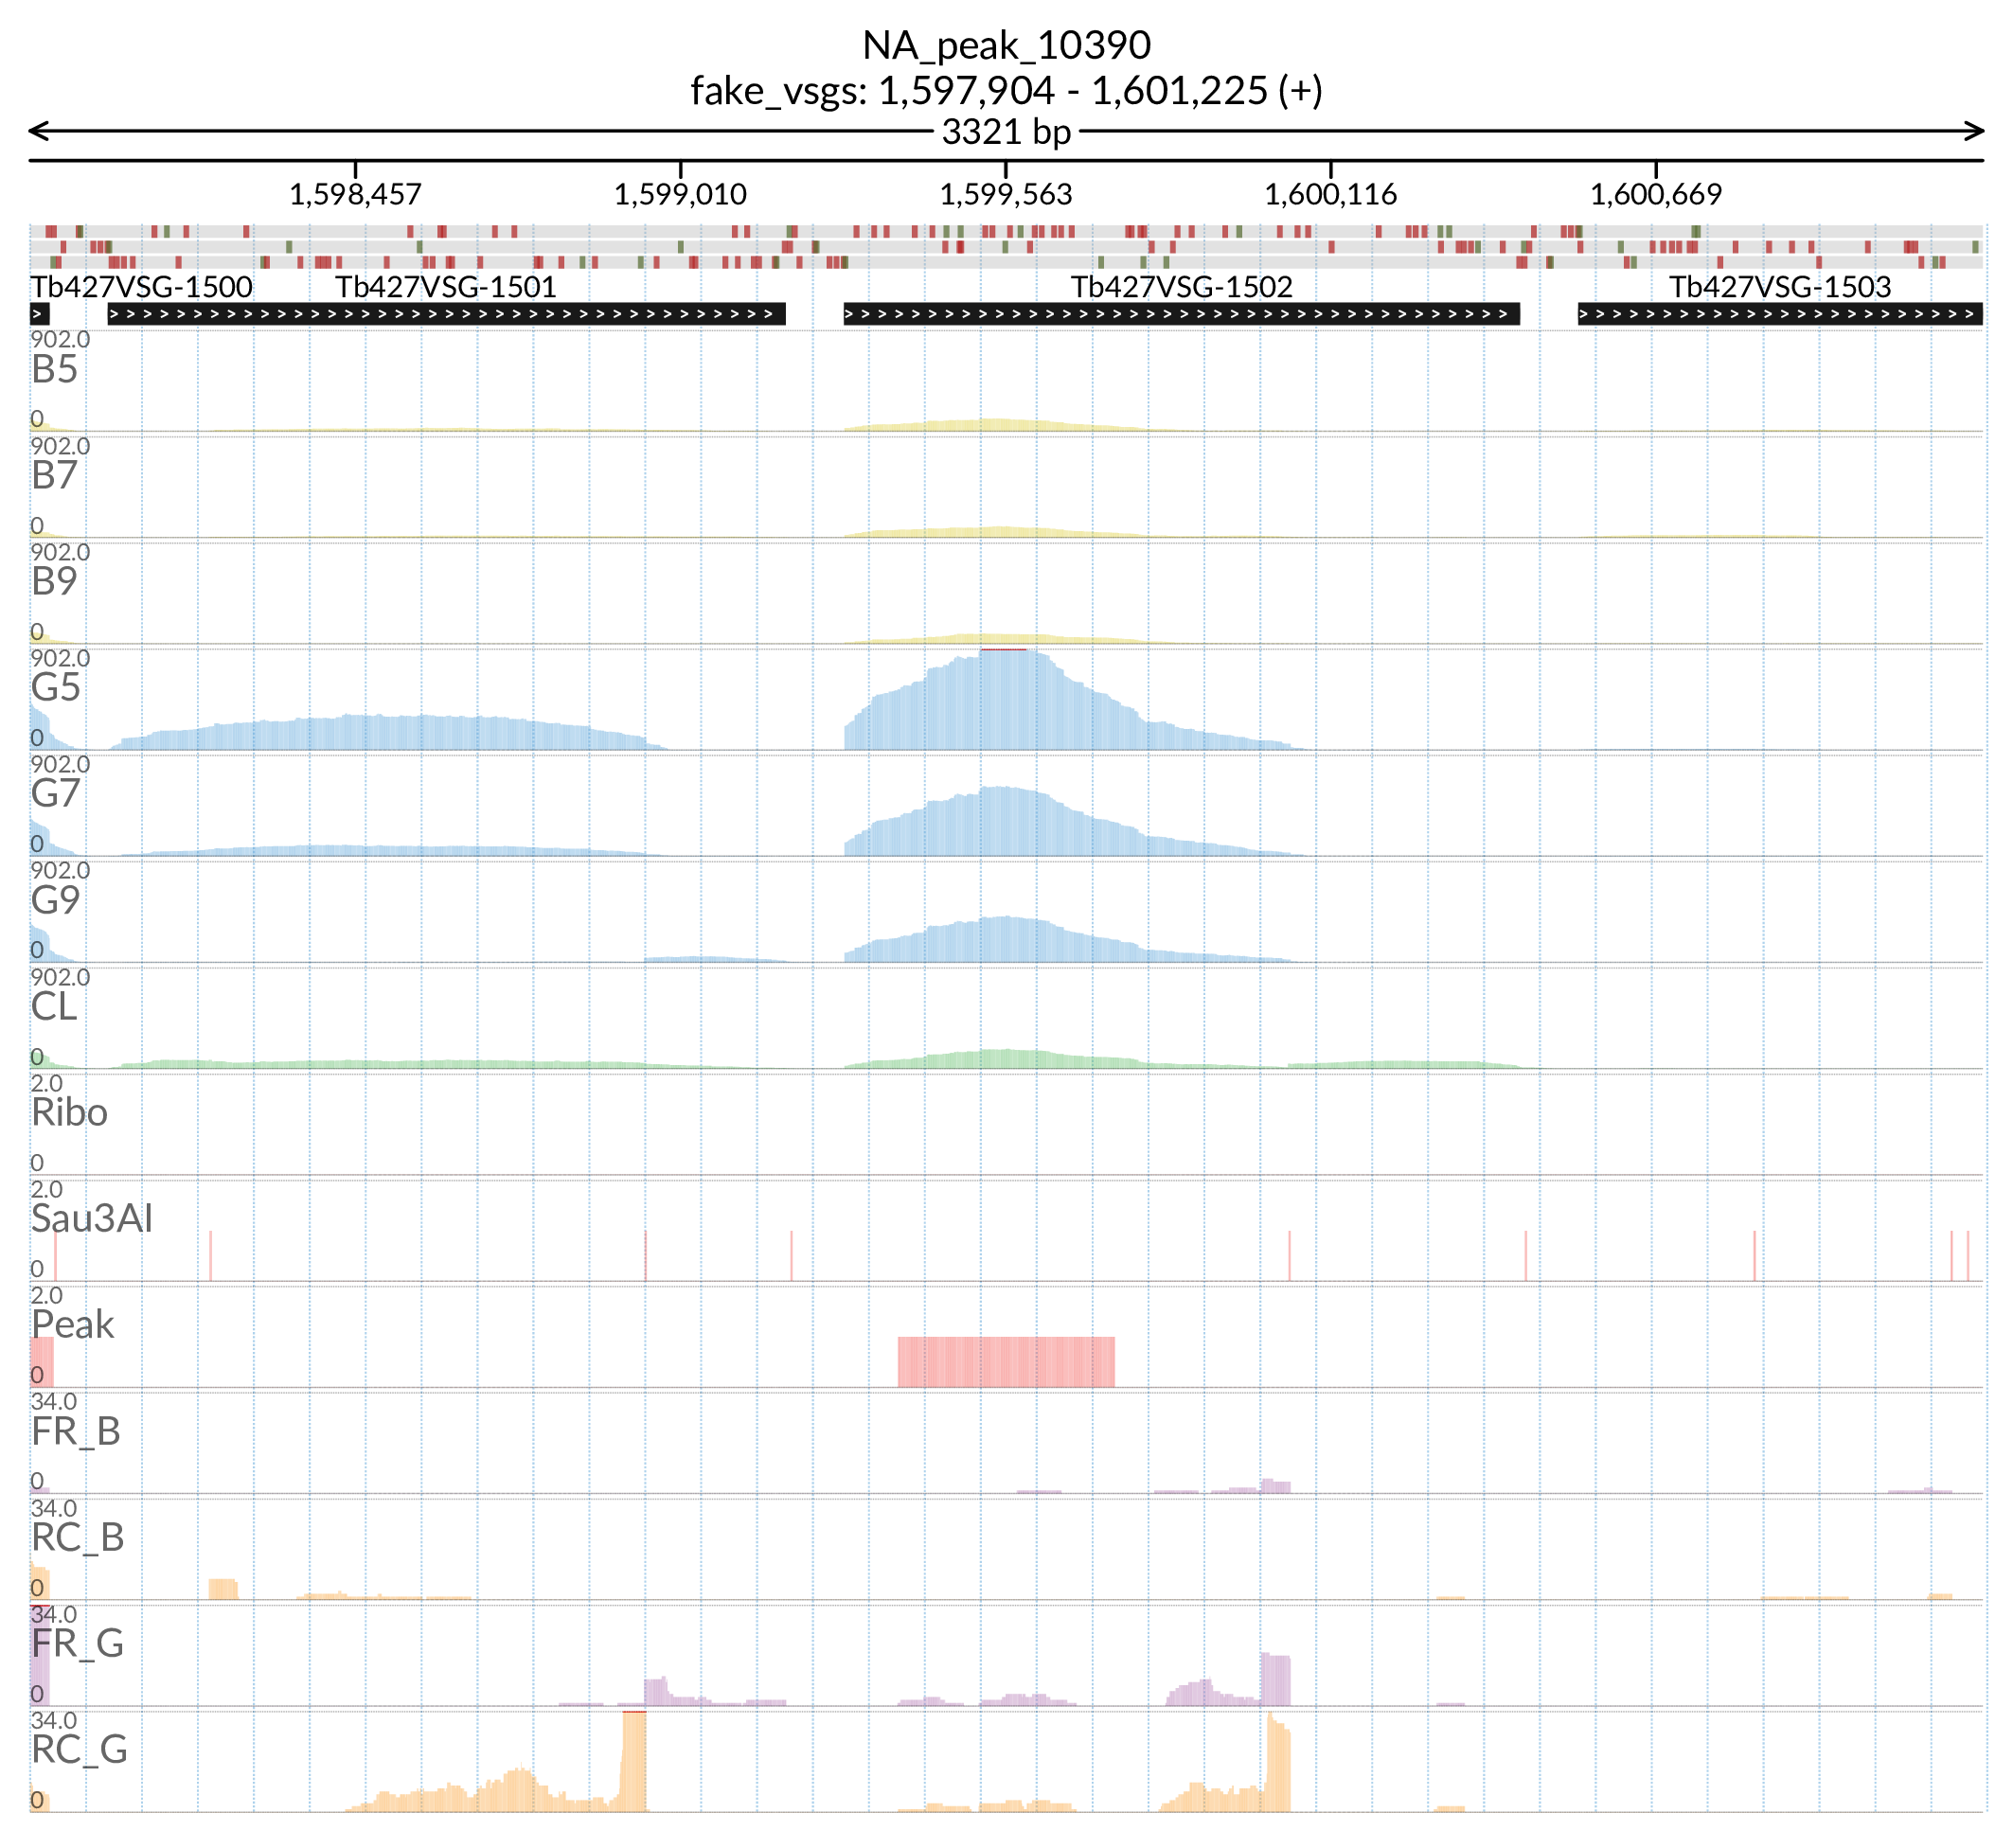 NA_peak_10390
fake_vsgs: 1,597,904 - 1,601,225 (+)
3321 bp
1,598,457 1,599,010 1,599,563 1,600,116 1,600,669
Tb427VSG-1500 Tb427VSG-1501 Tb427VSG-1502 Tb427VSG-1503
902.0
B5
0
902.0
B7
0
902.0
B9
0
902.0
G5
0
902.0
G7
0
902.0
G9
0
902.0
CL
0
2.0
Ribo
0
2.0
Sau3AI
0
2.0
Peak
0
34.0
FR_B
0
34.0
RC_B
0
34.0
FR_G
0
34.0
RC_G
0